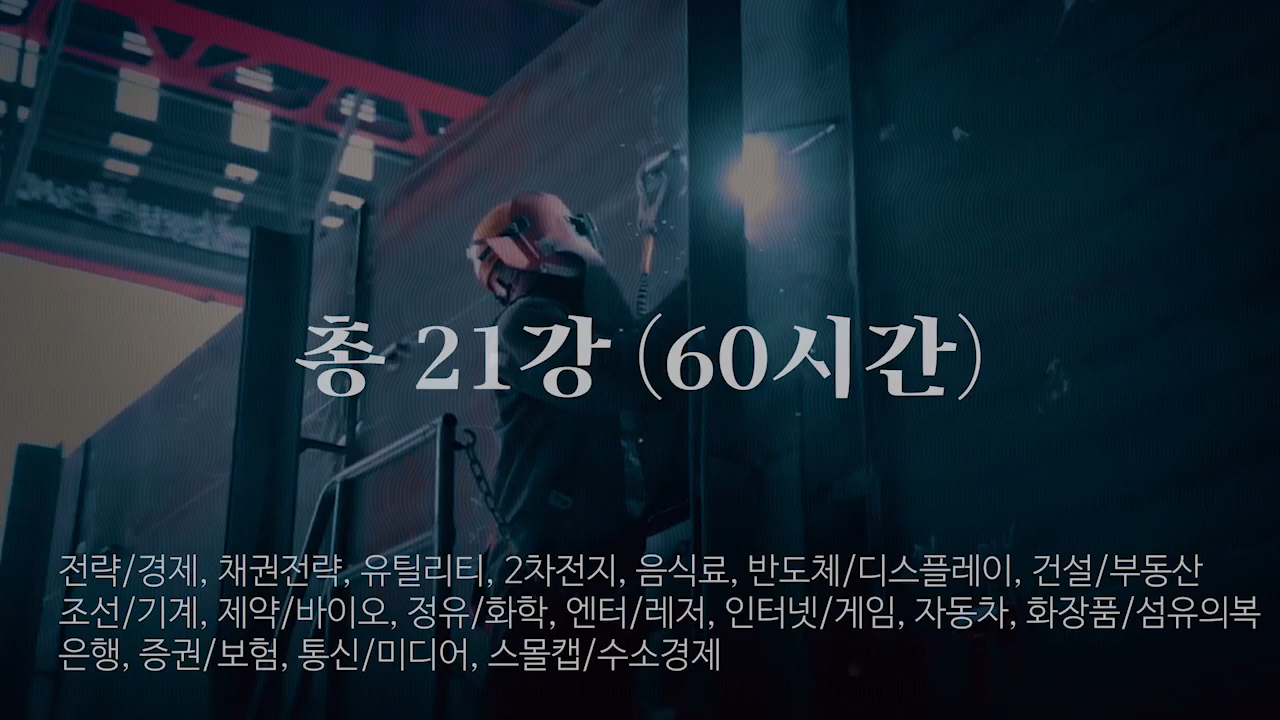 총 21강 (60시간)
전략/경제, 채권전략, 유틸리티, 2차전지, 음식료, 반도체/디스플레이, 건설/부동산
조선/기계, 제약/바이오, 정유/화학, 엔터/레저, 인터넷/게임, 자동차, 화장품/섬유의복
은행, 증권/보험, 통신/미디어, 스몰캡/수소경제